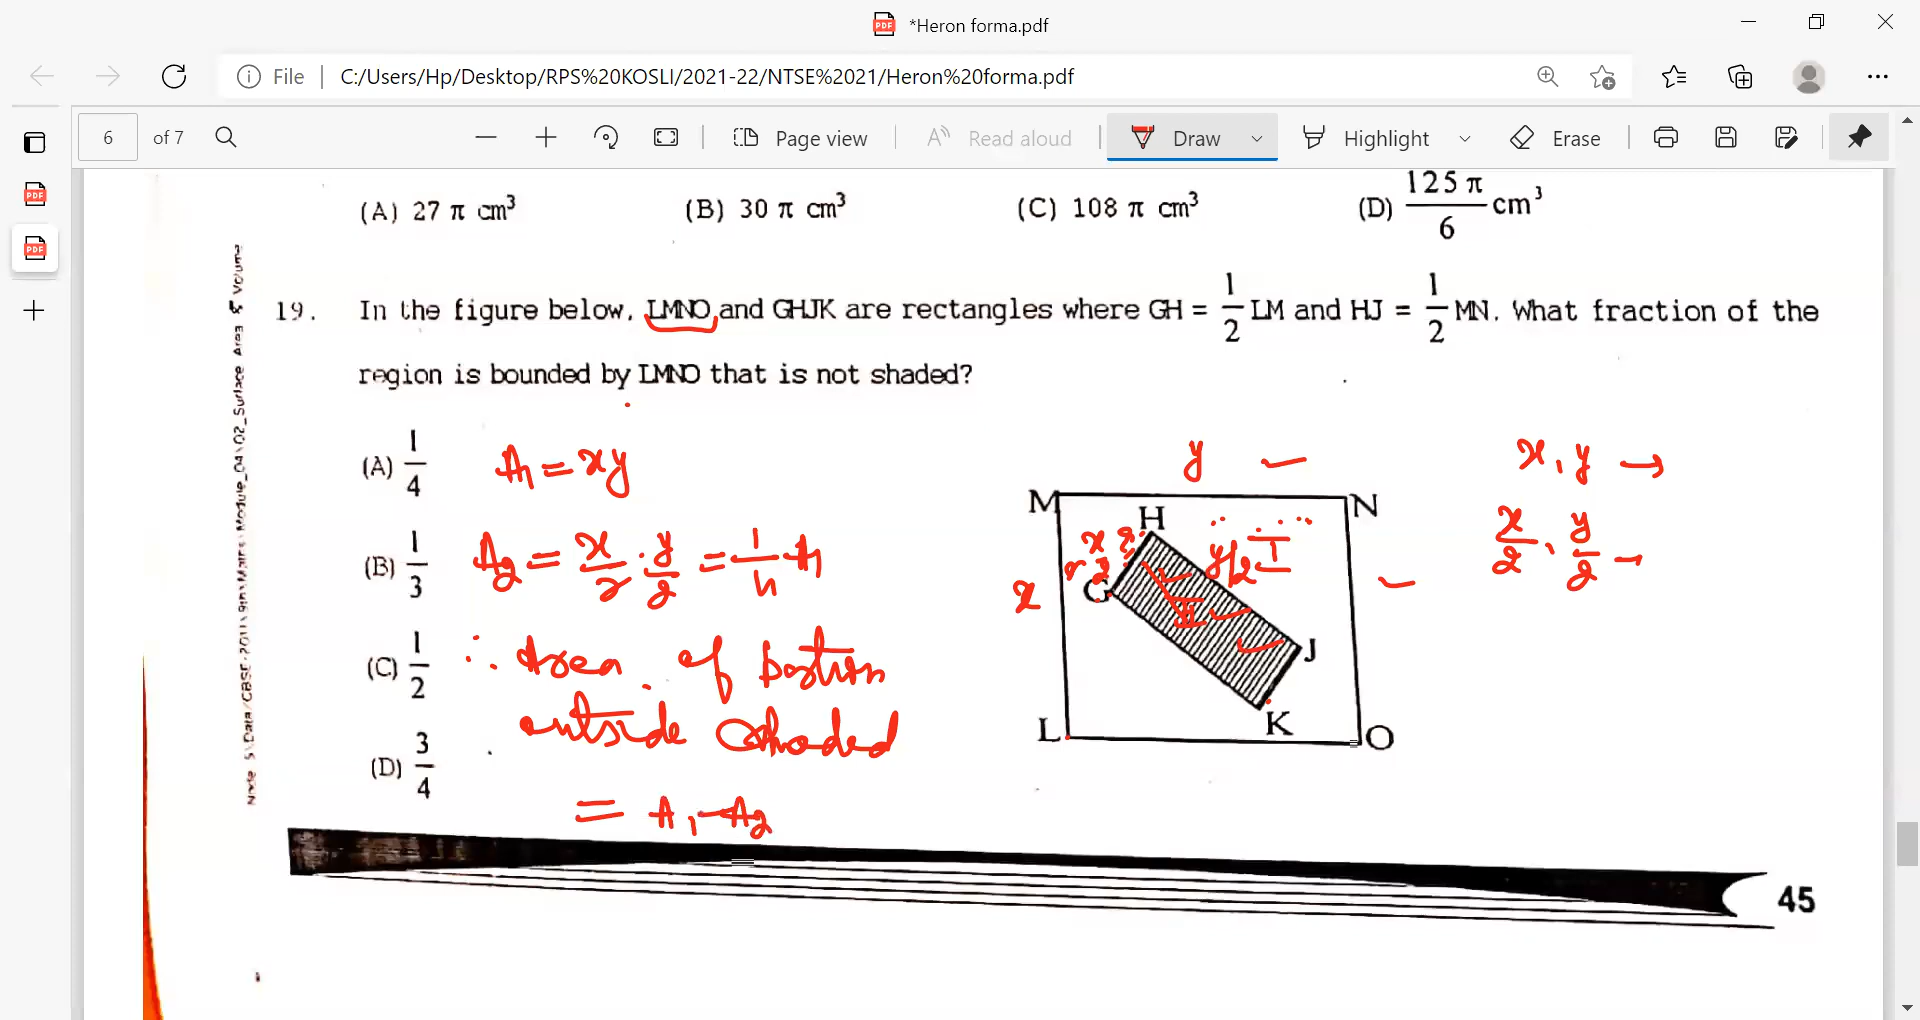 *Heron forma.pdf
File | C:/Users/Hp/Desktop/RPS%20KOSLI/2021-22/NTSE%2021/Heron%20forma.pdf
6 of 7 Page view Read aloud Draw Highlight Erase
(A) 27 π cm³ (B) 30 π cm³ (C) 108 π cm³ (D) 125 π/6 cm³
19. In the figure below, LMNO and GHJK are rectangles where GH = 1/2 LM and HJ = 1/2 MN. What fraction of the
region is bounded by LMNO that is not shaded?
(A) 1/4
(B) 1/3
(C) 1/2
(D) 3/4
A₁ = xy
A₂ = x/2 · y/2 = 1/4 A₁
∴ Area of portion
outside shaded
= A₁ - A₂
y
M N
H
x/2
y/2 I
x G
II
J
L K O
x, y →
x/2, y/2 →
45